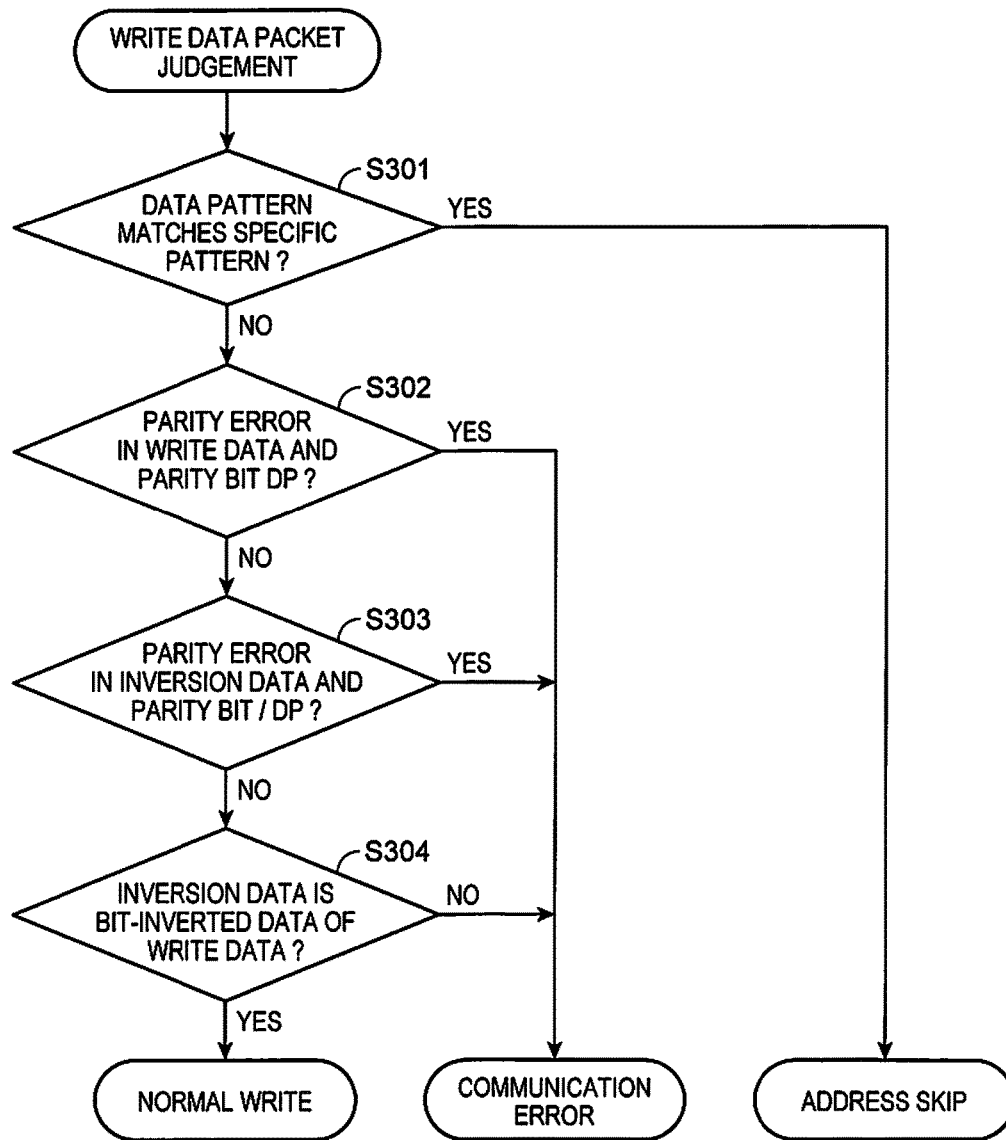 WRITE DATA PACKET
JUDGEMENT
S301
DATA PATTERN
MATCHES SPECIFIC
PATTERN ?
YES
NO
S302
PARITY ERROR
IN WRITE DATA AND
PARITY BIT DP ?
YES
NO
S303
PARITY ERROR
IN INVERSION DATA AND
PARITY BIT / DP ?
YES
NO
S304
INVERSION DATA IS
BIT-INVERTED DATA OF
WRITE DATA ?
NO
YES
NORMAL WRITE
COMMUNICATION
ERROR
ADDRESS SKIP